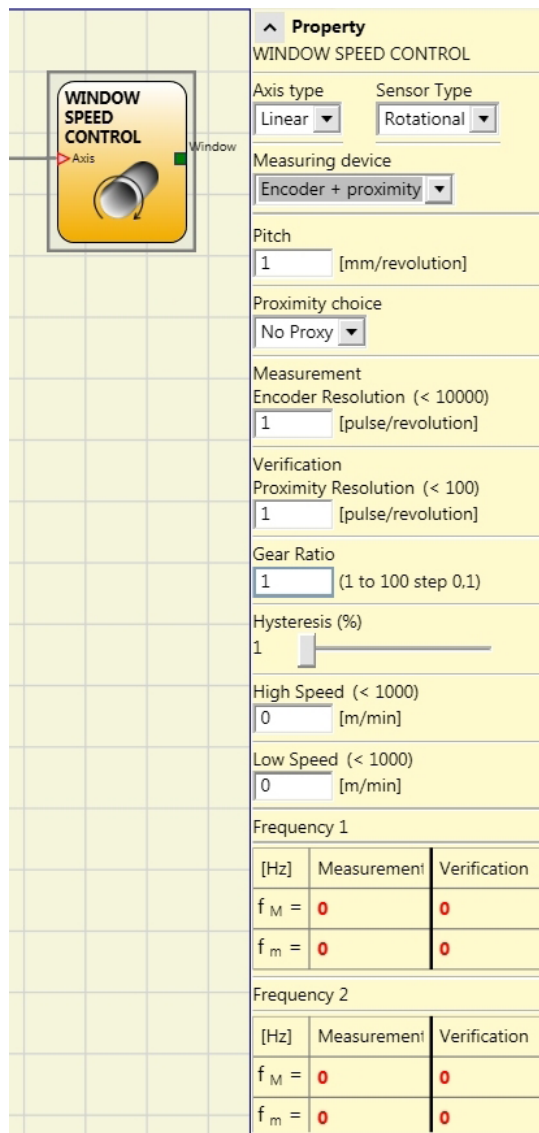 WINDOW
SPEED
CONTROL
Axis
Window
Property
WINDOW SPEED CONTROL
Axis type Sensor Type
Linear Rotational
Measuring device
Encoder + proximity
Pitch
1 [mm/revolution]
Proximity choice
No Proxy
Measurement
Encoder Resolution (< 10000)
1 [pulse/revolution]
Verification
Proximity Resolution (< 100)
1 [pulse/revolution]
Gear Ratio
1 (1 to 100 step 0,1)
Hysteresis (%)
1
High Speed (< 1000)
0 [m/min]
Low Speed (< 1000)
0 [m/min]
Frequency 1
[Hz] Measurement Verification
f M = 0 0
f m = 0 0
Frequency 2
[Hz] Measurement Verification
f M = 0 0
f m = 0 0